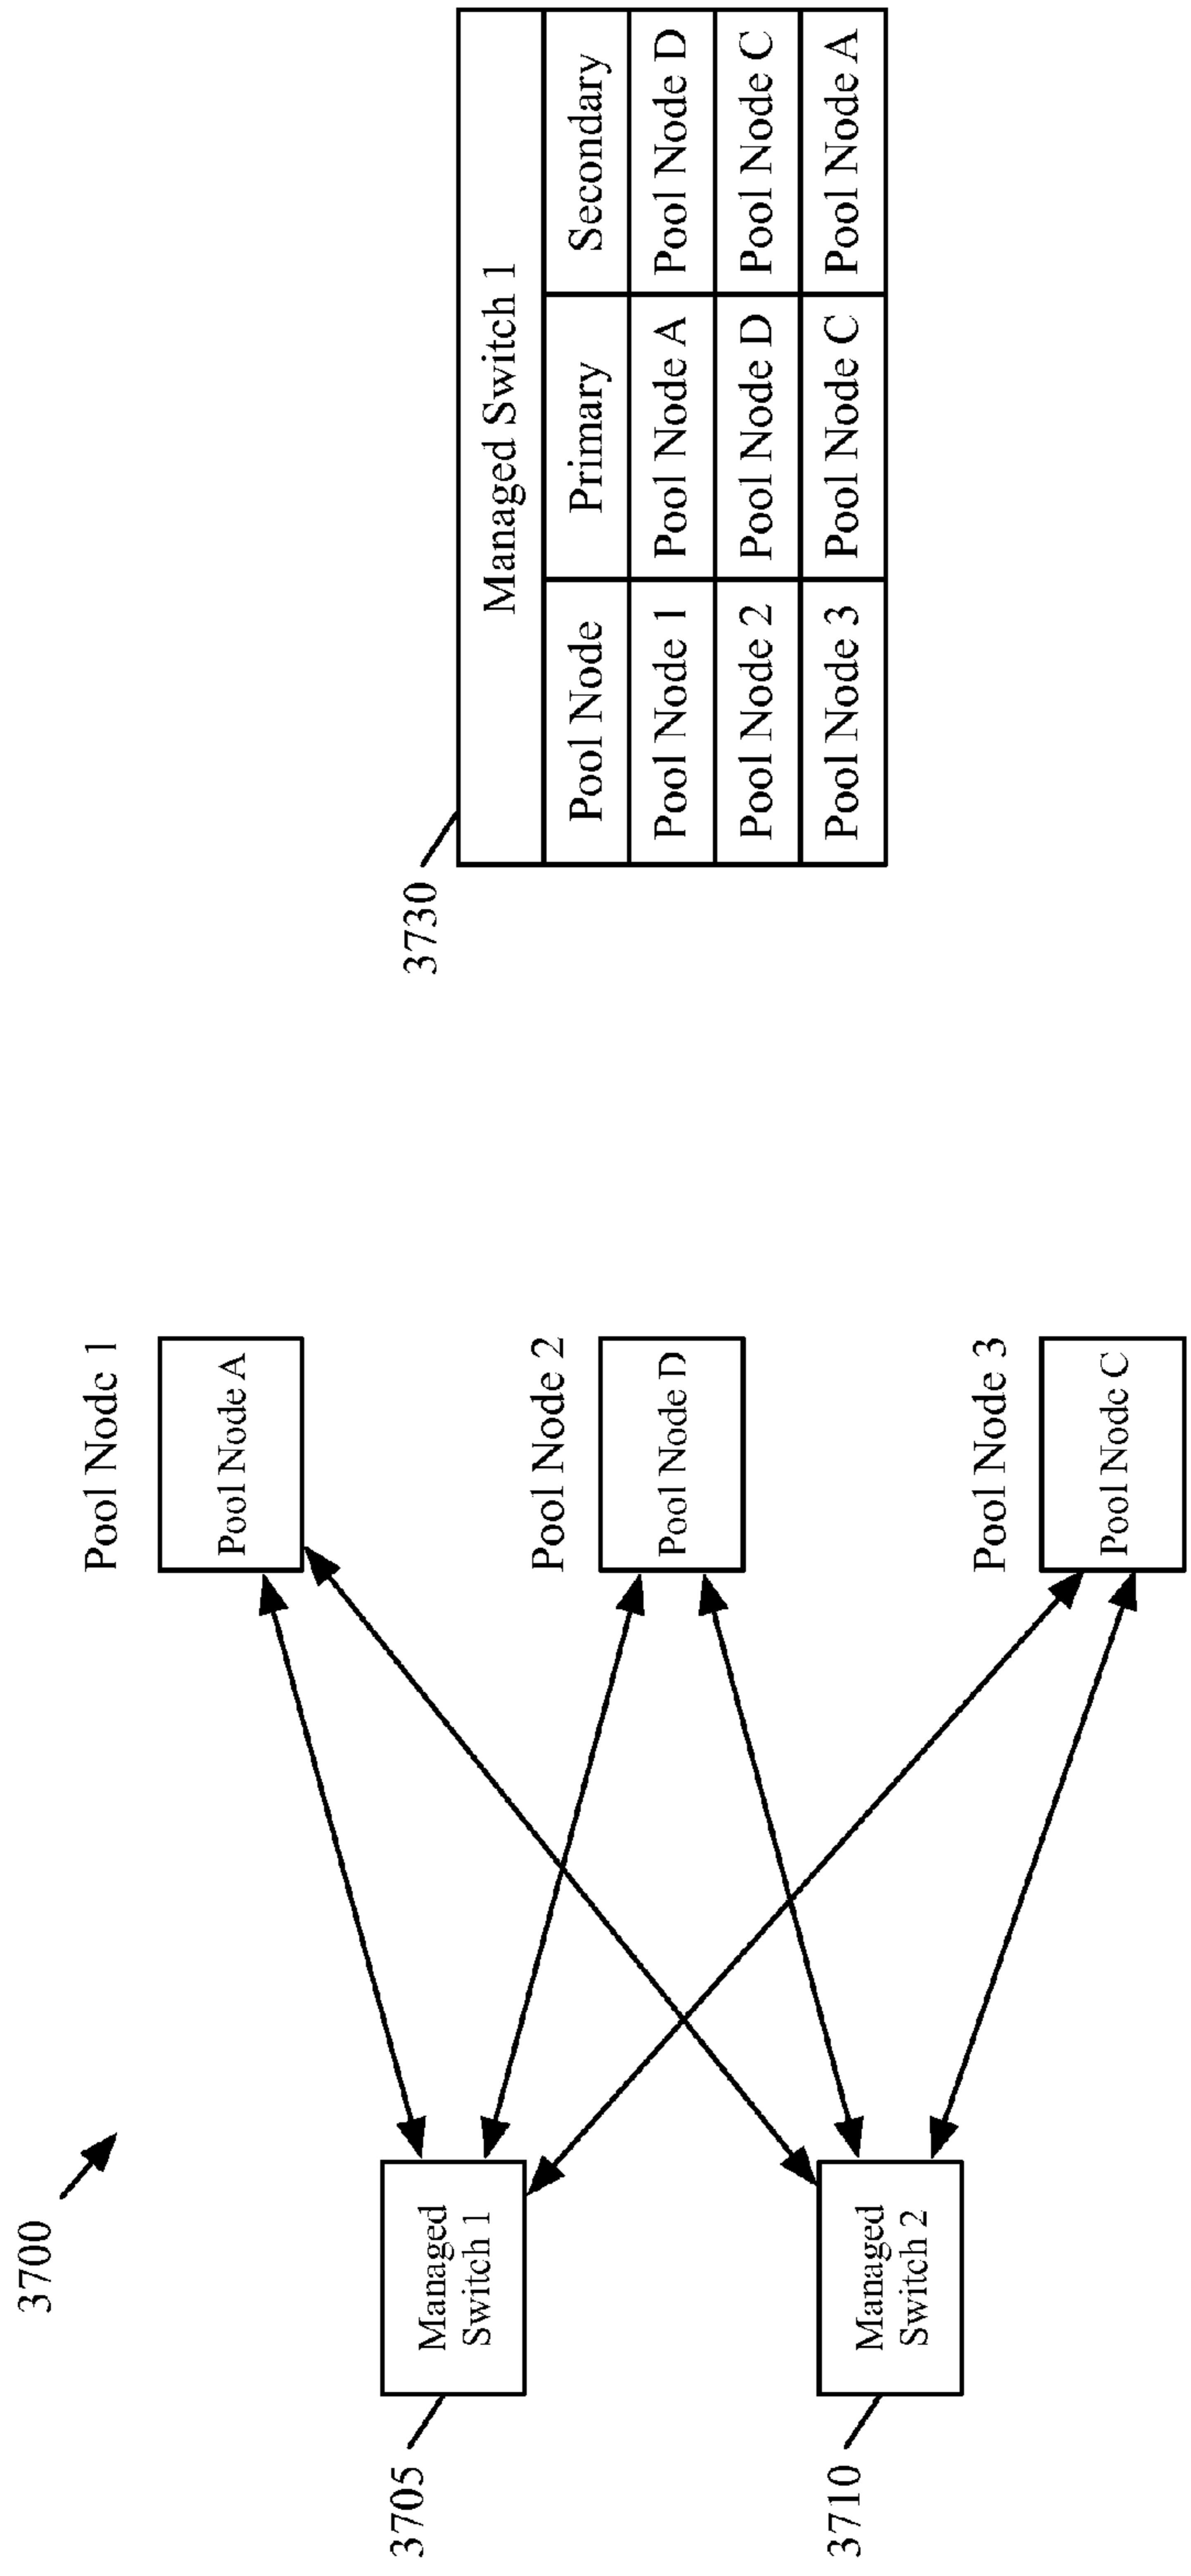 3700
Pool Node 1
Pool Node A
3705
Managed
Switch 1
Pool Node 2
Pool Node D
3710
Managed
Switch 2
Pool Node 3
Pool Node C
3730
Managed Switch 1
Pool Node Primary Secondary
Pool Node 1 Pool Node A Pool Node D
Pool Node 2 Pool Node D Pool Node C
Pool Node 3 Pool Node C Pool Node A